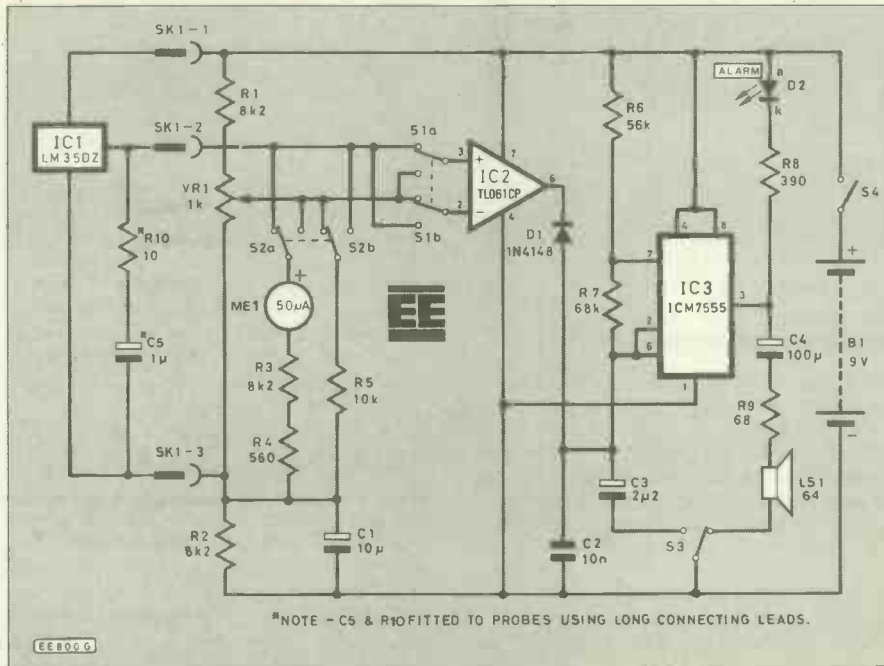 SK1-1
R1
8k2
IC1
LM35DZ
SK1-2
*R10
10
*C5
1µ
SK1-3
VR1
1k
R2
8k2
S2a
S2b
ME1
50µA
R3
8k2
R4
560
R5
10k
C1
10µ
S1a
S1b
3
+
2
-
7
4
6
IC2
TL061CP
D1
1N4148
EE
C2
10n
C3
2µ2
S3
R6
56k
R7
68k
7
2
6
4
8
3
1
IC3
ICM7555
ALARM
a
k
D2
R8
390
C4
100µ
R9
68
LS1
64
S4
+
B1
9V
-
*NOTE - C5 & R10 FITTED TO PROBES USING LONG CONNECTING LEADS.
EE800G